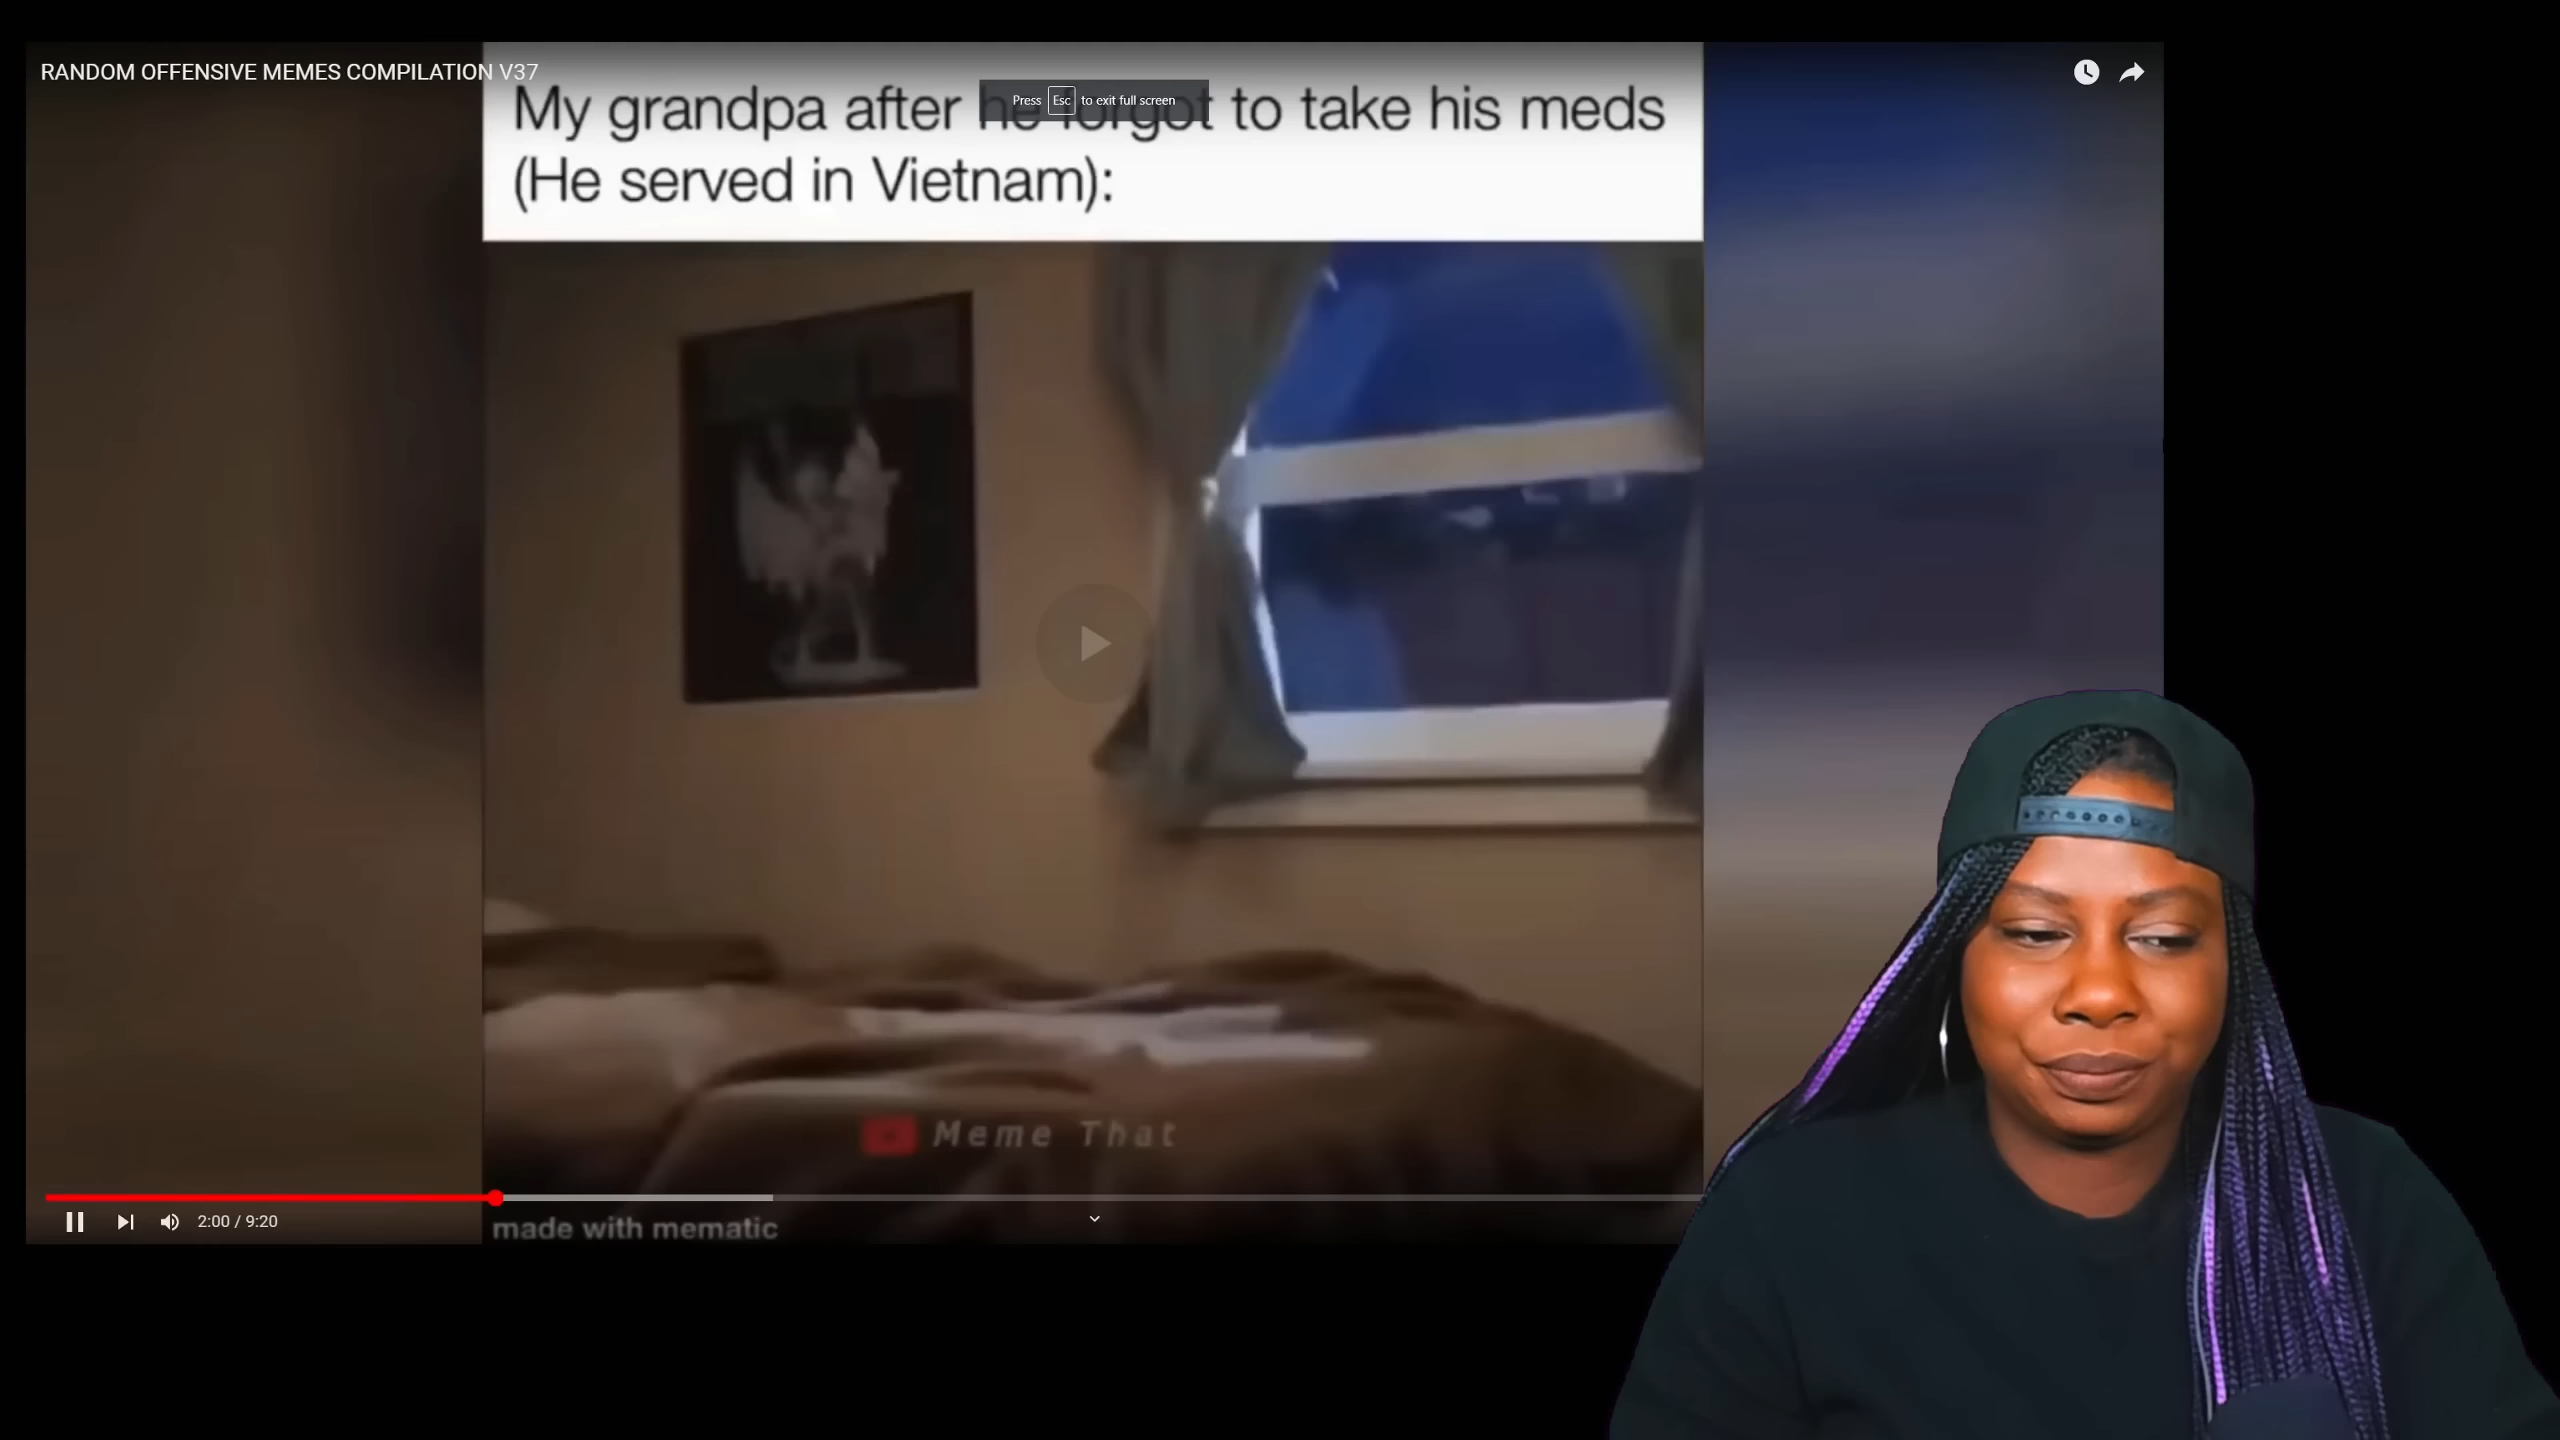 RANDOM OFFENSIVE MEMES COMPILATION V37
Press Esc to exit full screen
My grandpa after he forgot to take his meds
(He served in Vietnam):
Meme That
2:00 / 9:20
made with mematic